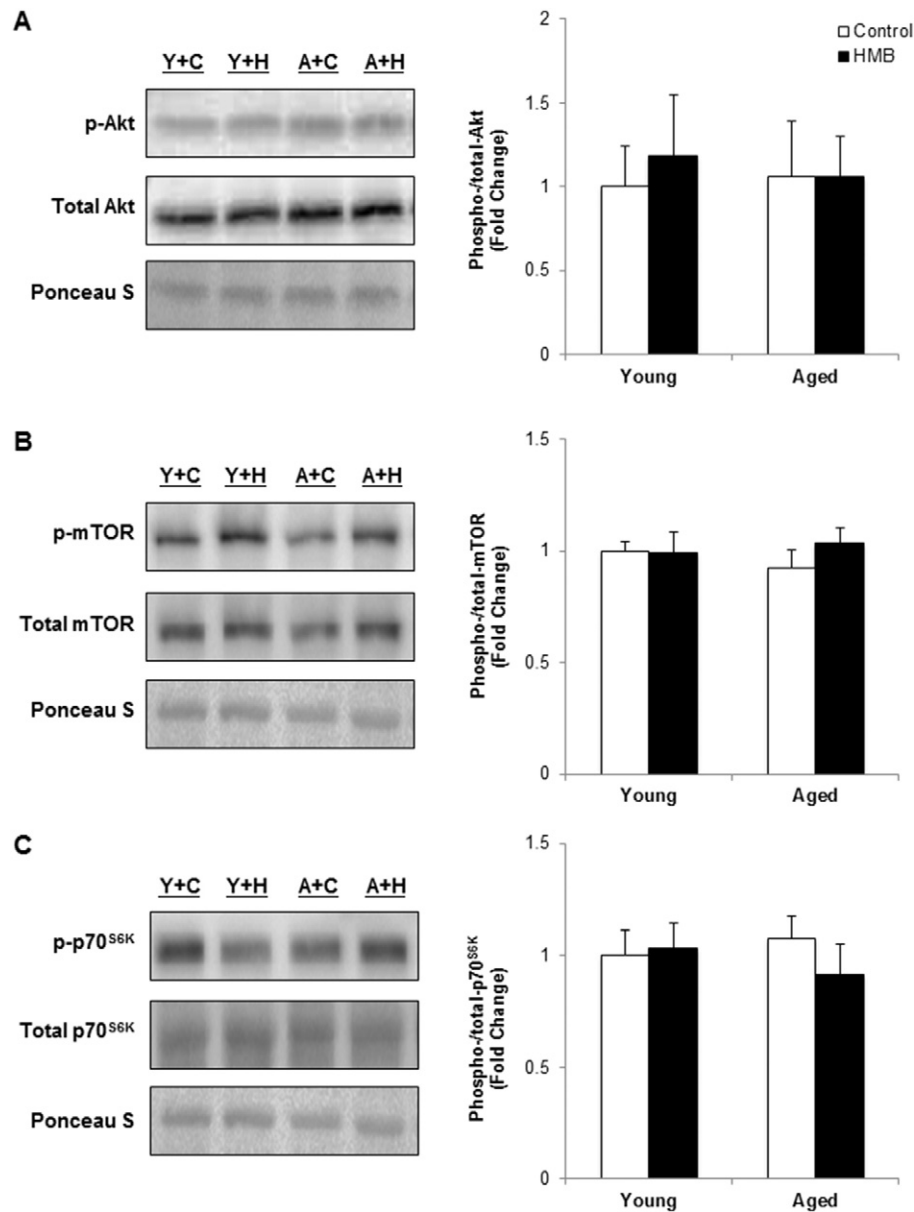 A
Y+C Y+H A+C A+H
p-Akt
Total Akt
Ponceau S
Phospho-/total-Akt
(Fold Change)
2
1.5
1
0.5
0
Young Aged
Control
HMB
B
Y+C Y+H A+C A+H
p-mTOR
Total mTOR
Ponceau S
Phospho-/total-mTOR
(Fold Change)
1.5
1
0.5
0
Young Aged
C
Y+C Y+H A+C A+H
p-p70S6K
Total p70S6K
Ponceau S
Phospho-/total-p70S6K
(Fold Change)
1.5
1
0.5
0
Young Aged